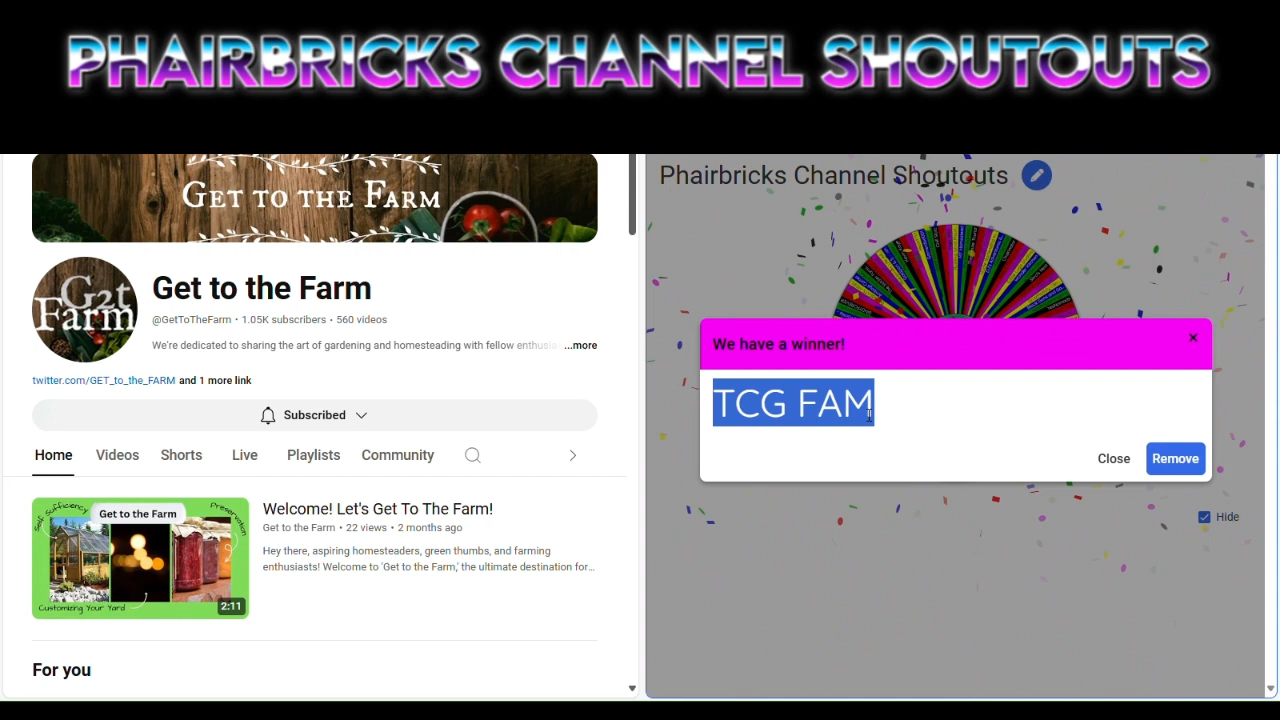 PHAIRBRICKS CHANNEL SHOUTOUTS
GET TO THE FARM
G2t
Farm
Get to the Farm
@GetToTheFarm • 1.05K subscribers • 560 videos
We're dedicated to sharing the art of gardening and homesteading with fellow enthusia ...more
twitter.com/GET_to_the_FARM and 1 more link
Subscribed
Home Videos Shorts Live Playlists Community
Self Sufficiency
Get to the Farm
Preservation
Customizing Your Yard
2:11
Welcome! Let's Get To The Farm!
Get to the Farm • 22 views • 2 months ago
Hey there, aspiring homesteaders, green thumbs, and farming
enthusiasts! Welcome to 'Get to the Farm,' the ultimate destination for...
For you
Phairbricks Channel Shoutouts
We have a winner!
×
TCG FAM
Close Remove
Hide